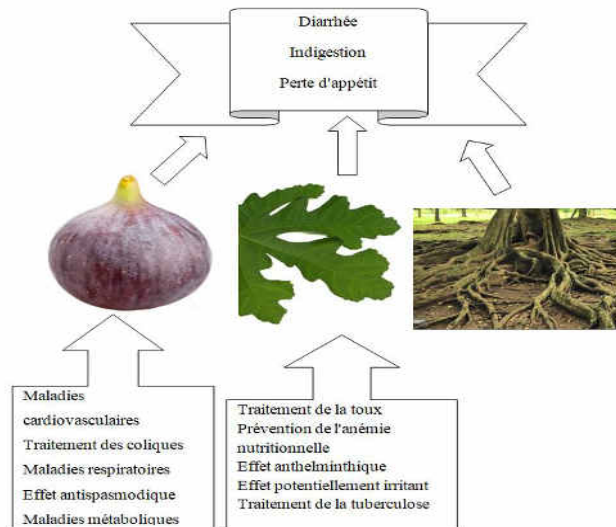 Diarrhée
Indigestion
Perte d'appétit
Maladies
cardiovasculaires
Traitement des coliques
Maladies respiratoires
Effet antispasmodique
Maladies métaboliques
Traitement de la toux
Prévention de l'anémie
nutritionnelle
Effet anthelminthique
Effet potentiellement irritant
Traitement de la tuberculose